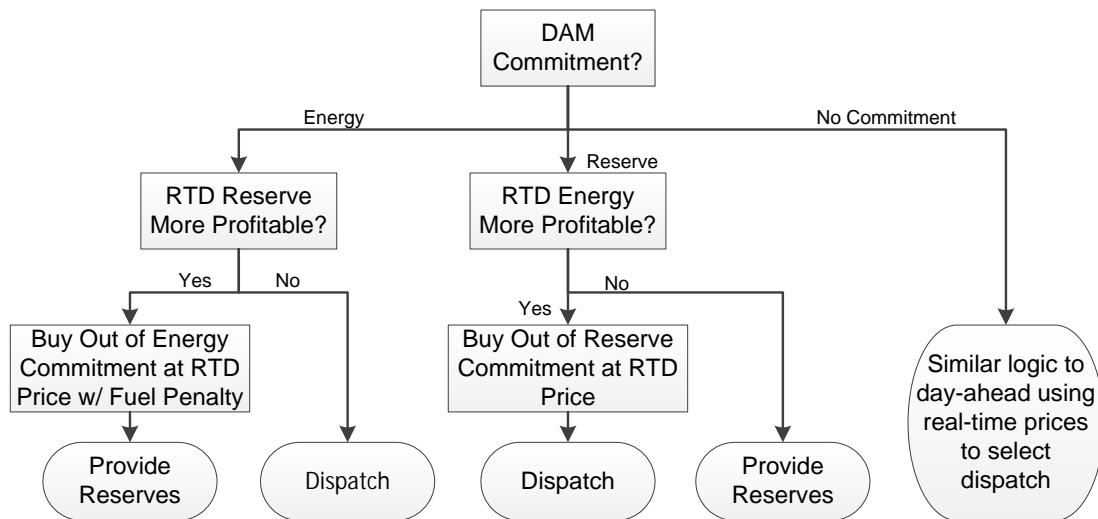 DAM
Commitment?
Energy
No Commitment
Reserve
RTD Reserve
More Profitable?
RTD Energy
More Profitable?
Yes
No
Yes
No
Buy Out of Energy
Commitment at RTD
Price w/ Fuel Penalty
Buy Out of Reserve
Commitment at RTD
Price
Similar logic to
day-ahead using
real-time prices
to select
dispatch
Provide
Reserves
Dispatch
Dispatch
Provide
Reserves